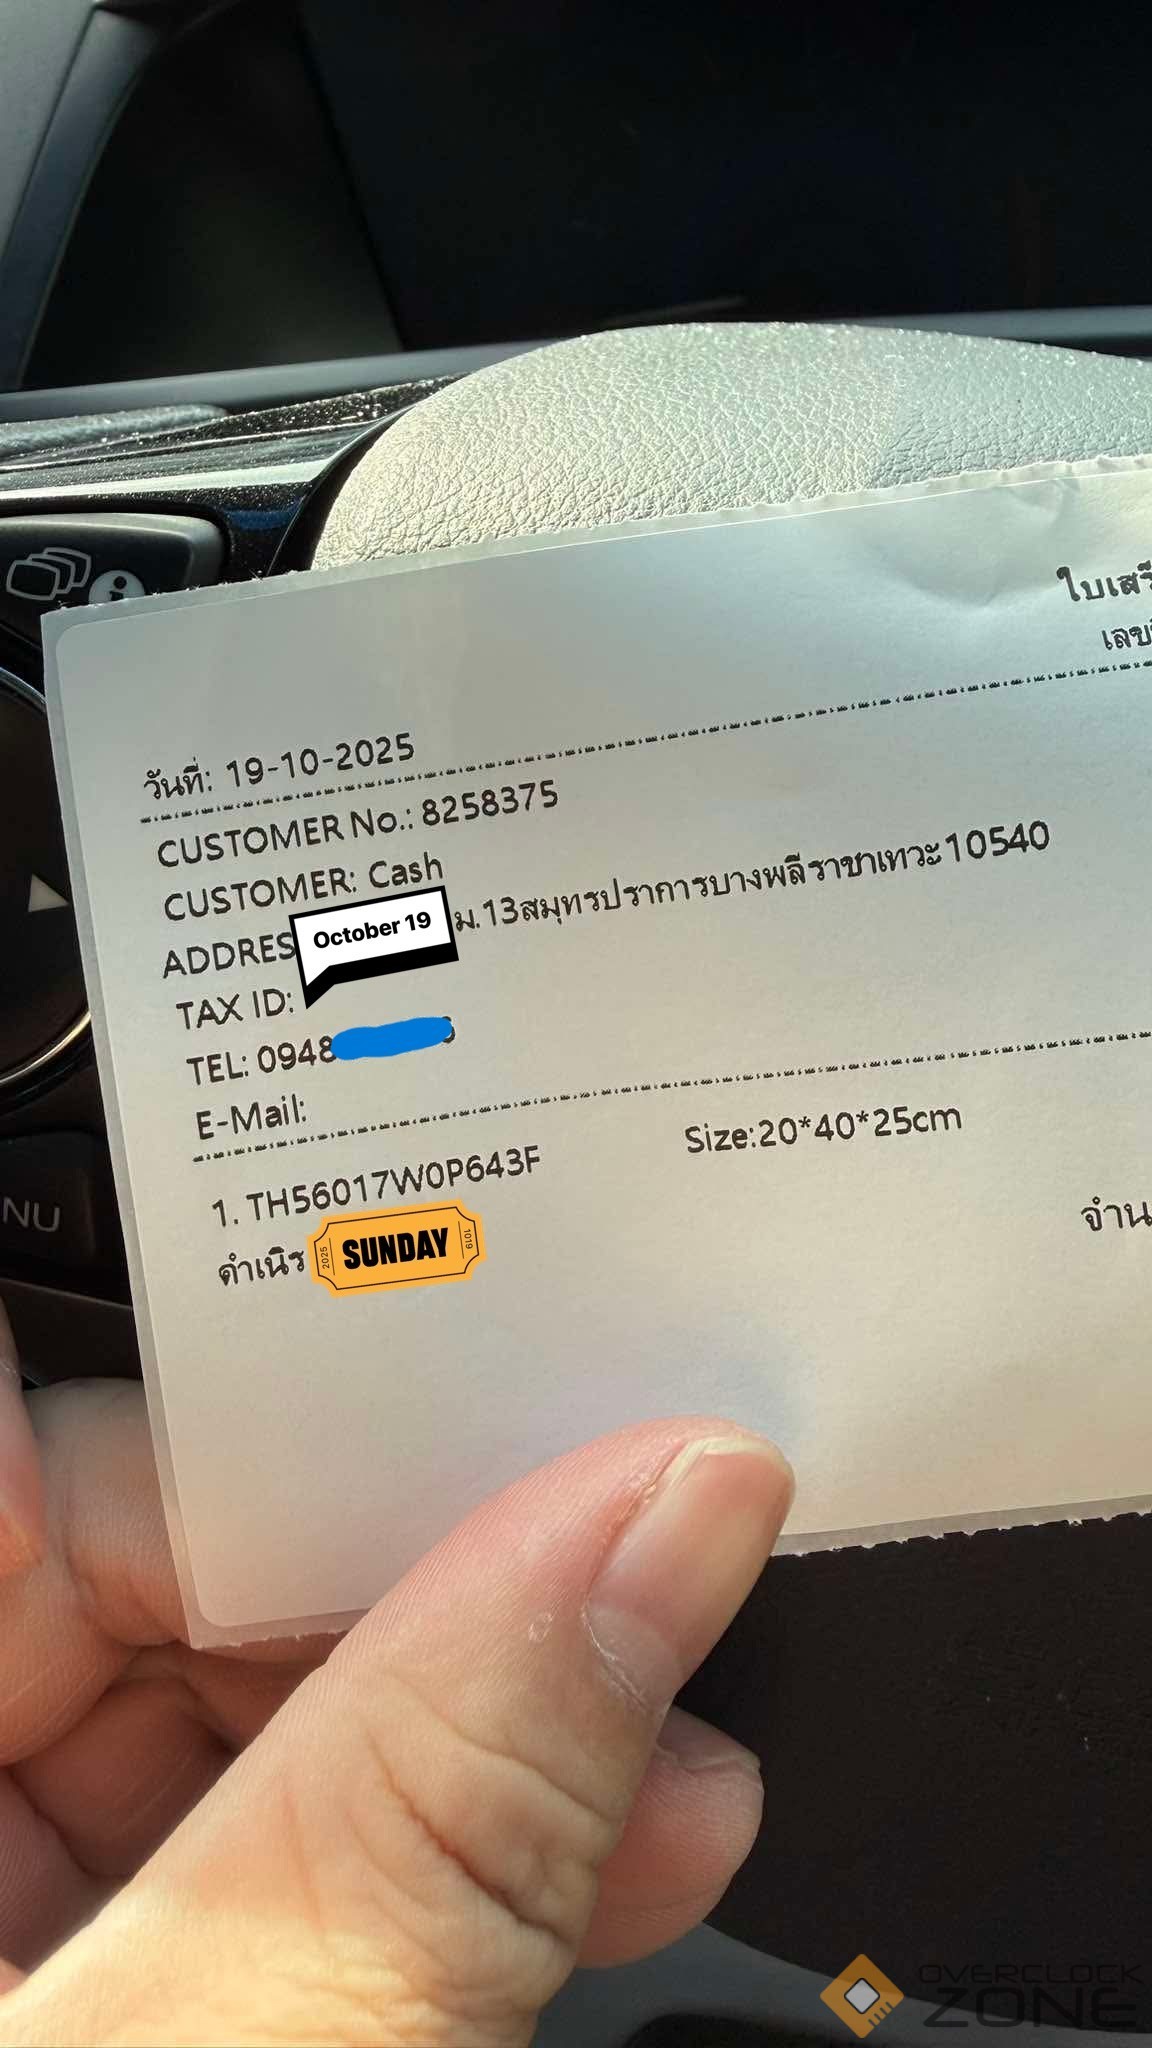 ใบเสร็
เลขที่
วันที่: 19-10-2025
CUSTOMER No.: 8258375
CUSTOMER: Cash
ADDRES October 19 ม.13สมุทรปราการบางพลีราชาเทวะ10540
TAX ID:
TEL: 0948
E-Mail:
1. TH56017W0P643F Size:20*40*25cm
ดำเนิร 2025 SUNDAY 1019
จำน
NU
OVERCLOCK
ZONE